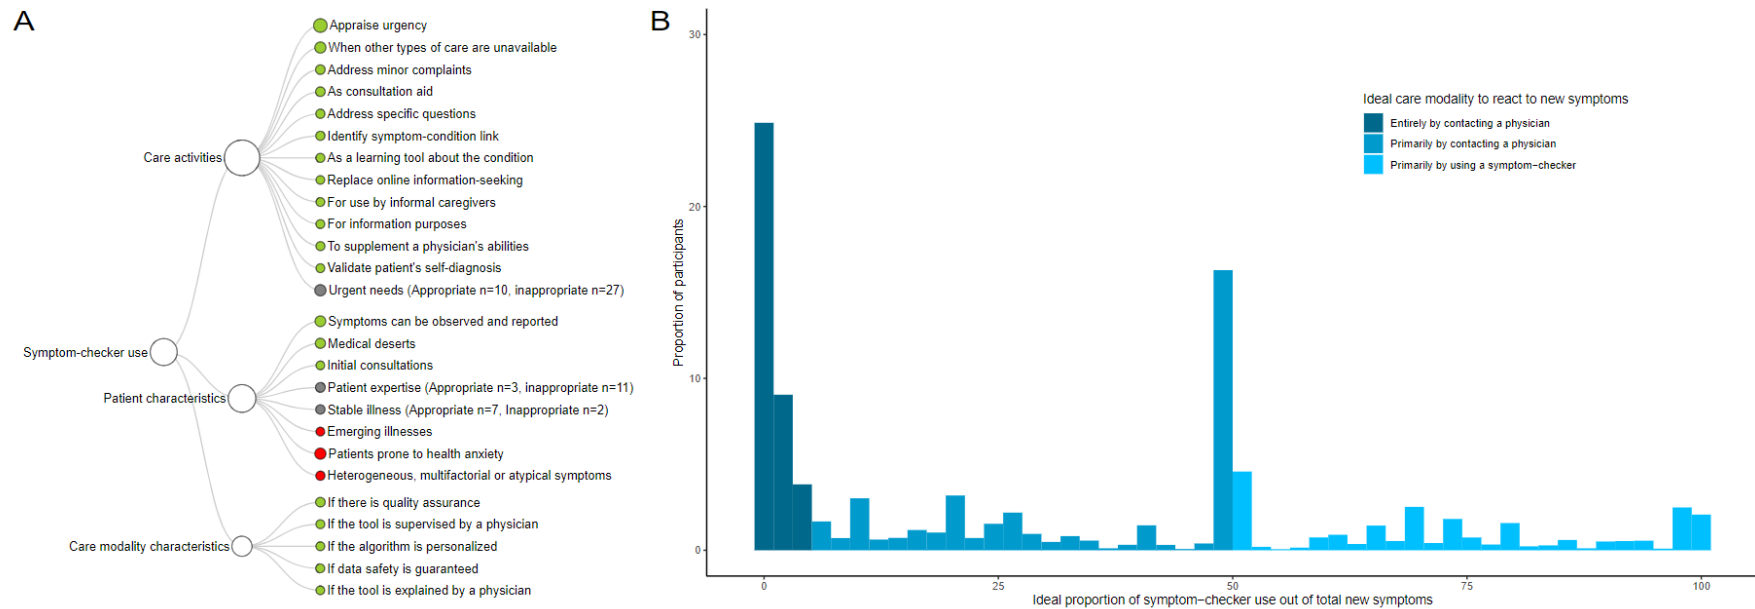 A
Appraise urgency
When other types of care are unavailable
Address minor complaints
As consultation aid
Address specific questions
Identify symptom-condition link
Care activities
As a learning tool about the condition
Replace online information-seeking
For use by informal caregivers
For information purposes
To supplement a physician's abilities
Validate patient's self-diagnosis
Urgent needs (Appropriate n=10, inappropriate n=27)
Symptom-checker use
Symptoms can be observed and reported
Medical deserts
Initial consultations
Patient characteristics
Patient expertise (Appropriate n=3, inappropriate n=11)
Stable illness (Appropriate n=7, Inappropriate n=2)
Emerging illnesses
Patients prone to health anxiety
Heterogeneous, multifactorial or atypical symptoms
Care modality characteristics
If there is quality assurance
If the tool is supervised by a physician
If the algorithm is personalized
If data safety is guaranteed
If the tool is explained by a physician
B
Proportion of participants
30
20
10
0
Ideal care modality to react to new symptoms
Entirely by contacting a physician
Primarily by contacting a physician
Primarily by using a symptom-checker
0 25 50 75 100
Ideal proportion of symptom-checker use out of total new symptoms